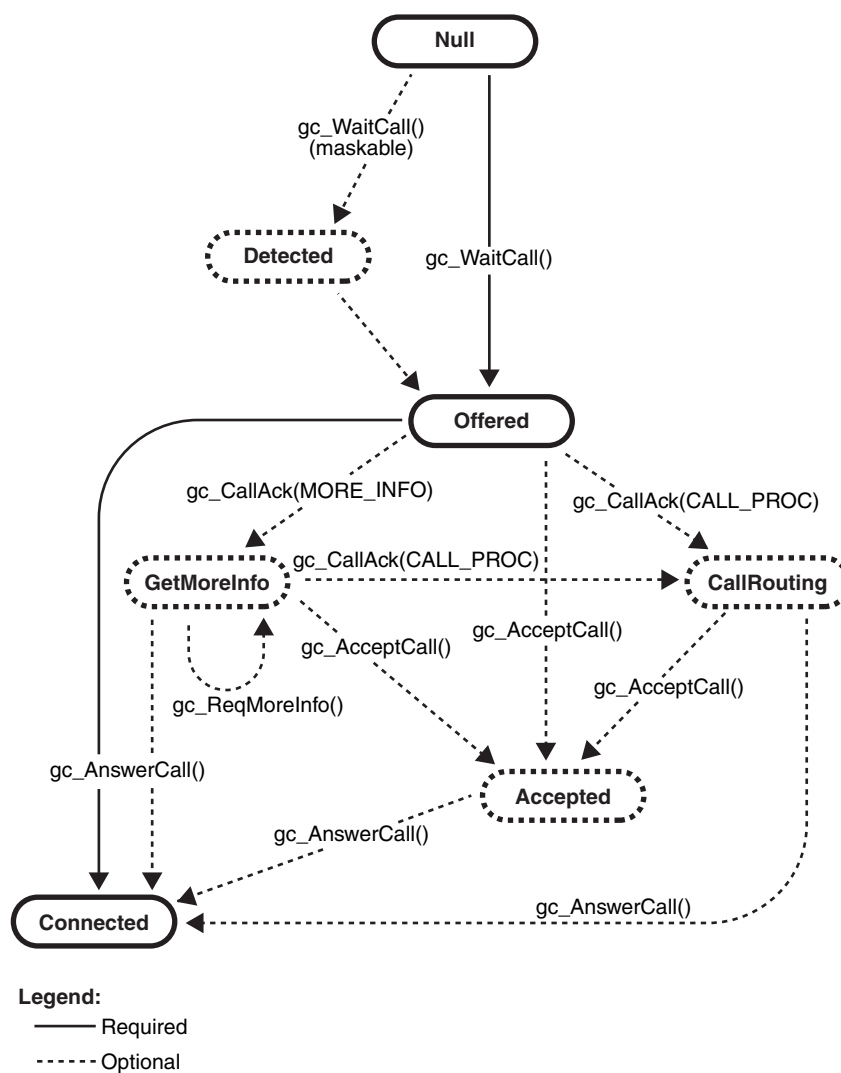 Null
gc_WaitCall()
(maskable)
Detected
gc_WaitCall()
Offered
gc_CallAck(MORE_INFO)
gc_CallAck(CALL_PROC)
gc_CallAck(CALL_PROC)
GetMoreInfo
CallRouting
gc_AcceptCall()
gc_AcceptCall()
gc_AcceptCall()
gc_ReqMoreInfo()
gc_AnswerCall()
Accepted
gc_AnswerCall()
Connected
gc_AnswerCall()
Legend:
Required
Optional